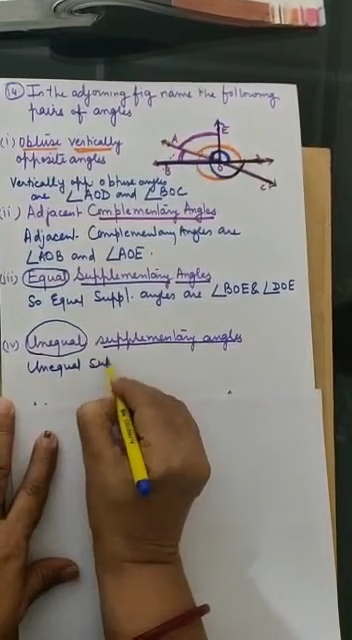 (4) In the adjoining fig name the following
pairs of angles
(i) Obtuse vertically
opposite angles
Vertically opp obtuse angles
are ∠AOD and ∠BOC
(ii) Adjacent Complementary Angles
Adjacent Complementary Angles are
∠AOB and ∠AOE.
(iii) Equal Supplementary Angles
So Equal Suppl. angles are ∠BOE & ∠DOE
(iv) Unequal supplementary angles
Unequal Sup
E
A
B
O
C